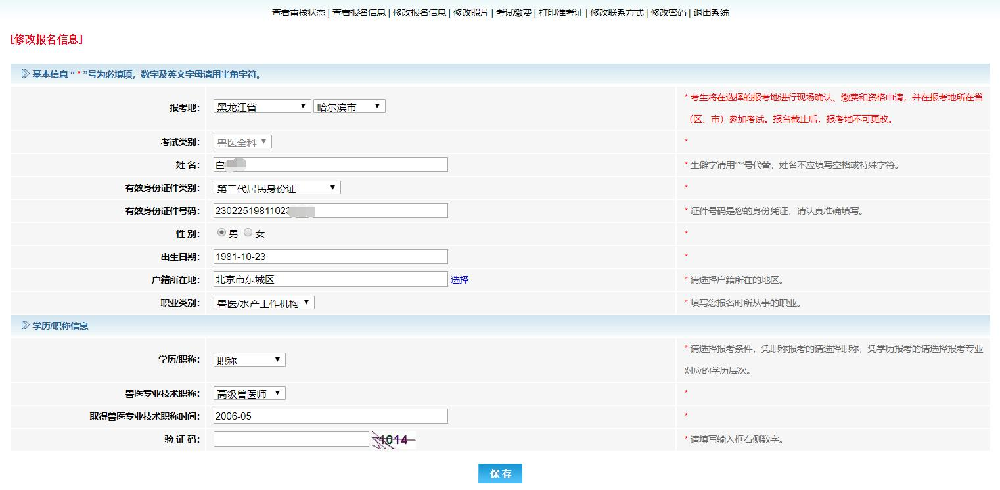 查看审核状态 | 查看报名信息 | 修改报名信息 | 修改照片 | 考试缴费 | 打印准考证 | 修改联系方式 | 修改密码 | 退出系统
[修改报名信息]
基本信息 “ * ”号为必填项，数字及英文字母请用半角字符。
报考地： 黑龙江省 哈尔滨市 * 考生将在选择的报考地进行现场确认、缴费和资格申请，并在报考地所在省
（区、市）参加考试。报名截止后，报考地不可更改。
考试类别： 兽医全科 *
姓 名： 白 * 生僻字请用“*”号代替，姓名不应填写空格或特殊字符。
有效身份证件类别： 第二代居民身份证 *
有效身份证件号码： 2302251981102 * 证件号码是您的身份凭证，请认真准确填写。
性 别： 男 女 *
出生日期： 1981-10-23 *
户籍所在地： 北京市东城区 选择 * 请选择户籍所在的地区。
职业类别： 兽医/水产工作机构 * 填写您报名时所从事的职业。
学历/职称信息
学历/职称： 职称 * 请选择报考条件，凭职称报考的请选择职称，凭学历报考的请选择报考专业
对应的学历层次。
兽医专业技术职称： 高级兽医师 *
取得兽医专业技术职称时间： 2006-05 *
验 证 码： 1014 * 请填写输入框右侧数字。
保 存